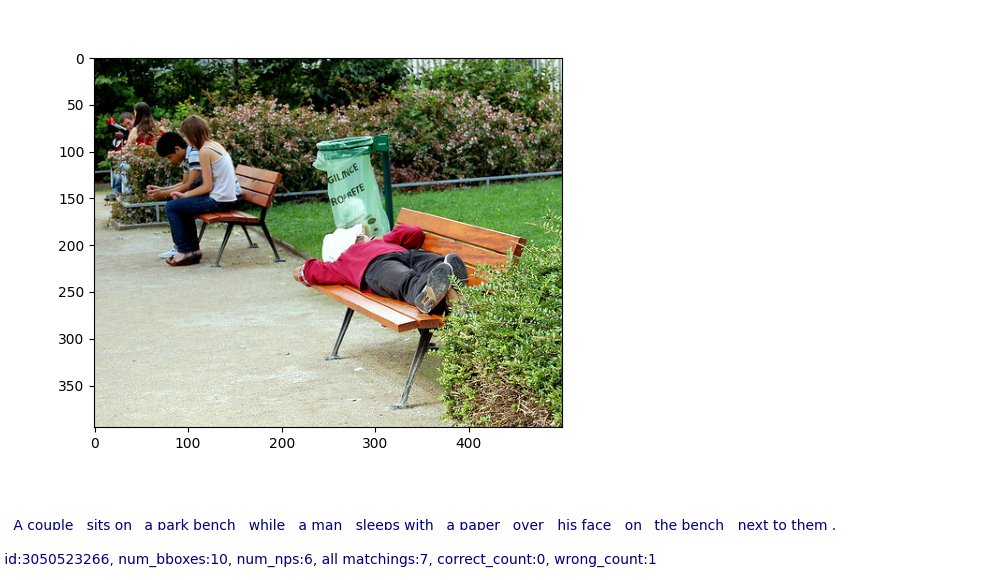 0
50
100
150
200
250
300
350
0 100 200 300 400
GILANCE
A couple sits on a park bench while a man sleeps with a paper over his face on the bench next to them .
id:3050523266, num_bboxes:10, num_nps:6, all matchings:7, correct_count:0, wrong_count:1